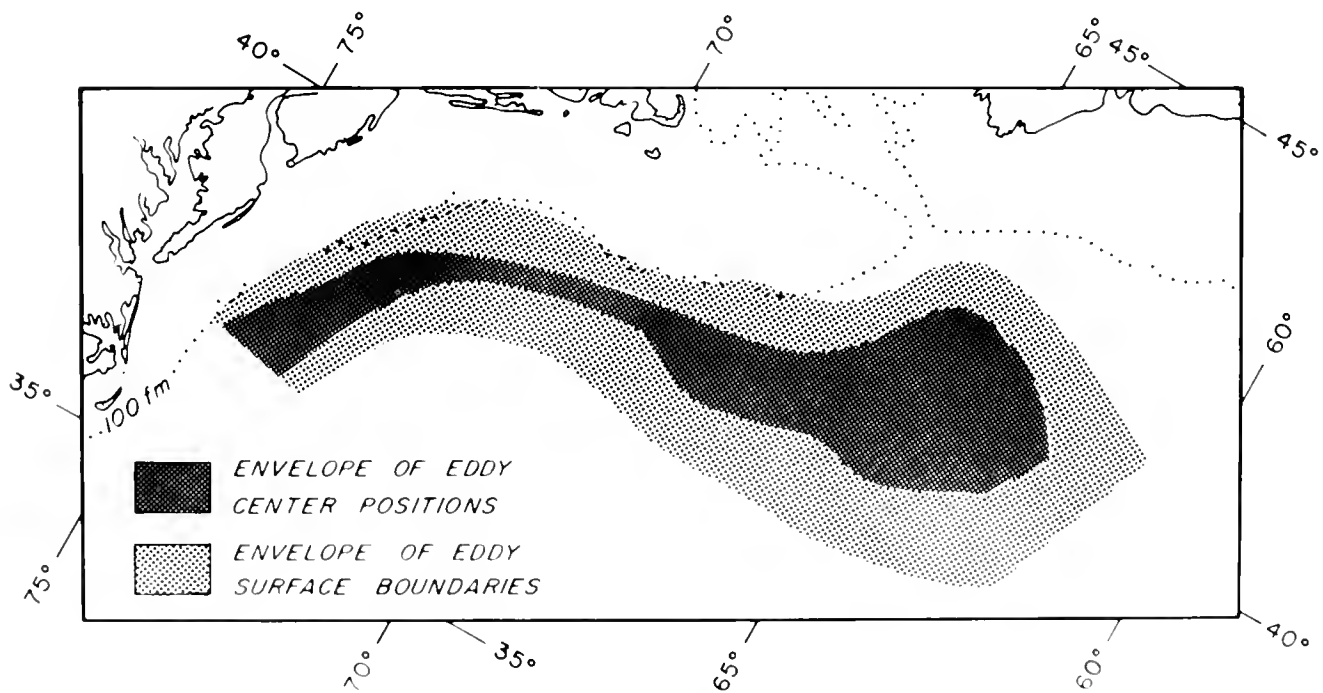 40°
75°
70°
65°
45°
45°
60°
35°
100 fm
ENVELOPE OF EDDY
CENTER POSITIONS
ENVELOPE OF EDDY
SURFACE BOUNDARIES
75°
40°
70°
35°
65°
60°